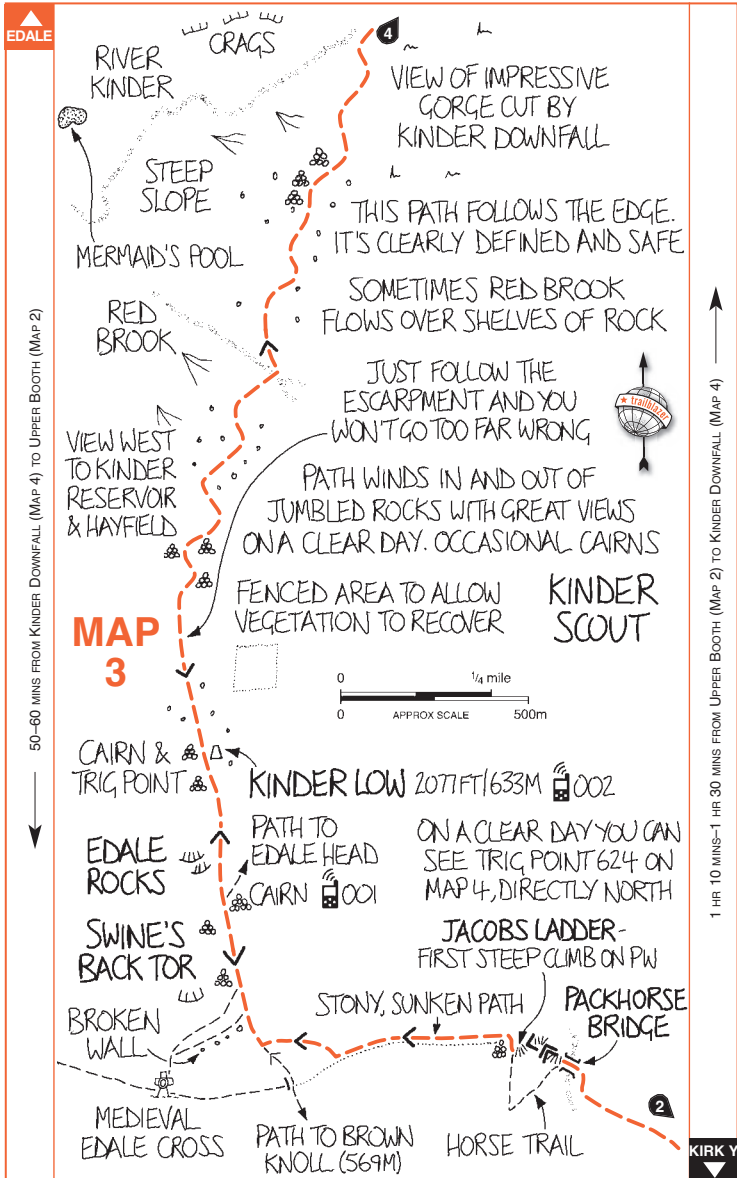 EDALE
4
CRAGS
RIVER
KINDER
VIEW OF IMPRESSIVE
GORGE CUT BY
KINDER DOWNFALL
STEEP
SLOPE
THIS PATH FOLLOWS THE EDGE.
IT'S CLEARLY DEFINED AND SAFE
MERMAID'S POOL
SOMETIMES RED BROOK
FLOWS OVER SHELVES OF ROCK
RED
BROOK
JUST FOLLOW THE
ESCARPMENT AND YOU
WON'T GO TOO FAR WRONG
★ trailblazer
VIEW WEST
TO KINDER
RESERVOIR
& HAYFIELD
PATH WINDS IN AND OUT OF
JUMBLED ROCKS WITH GREAT VIEWS
ON A CLEAR DAY. OCCASIONAL CAIRNS
FENCED AREA TO ALLOW
VEGETATION TO RECOVER
KINDER
SCOUT
MAP
3
0 1/4 mile
0 APPROX SCALE 500m
CAIRN &
TRIG POINT
KINDER LOW 2077FT/633M 002
PATH TO
EDALE HEAD
ON A CLEAR DAY YOU CAN
SEE TRIG POINT 624 ON
MAP 4, DIRECTLY NORTH
EDALE
ROCKS
CAIRN 001
SWINE'S
BACK TOR
JACOBS LADDER-
FIRST STEEP CLIMB ON PW
STONY, SUNKEN PATH
PACKHORSE
BRIDGE
BROKEN
WALL
2
MEDIEVAL
EDALE CROSS
PATH TO BROWN
KNOLL (569M)
HORSE TRAIL
KIRK Y
50–60 MINS FROM KINDER DOWNFALL (MAP 4) TO UPPER BOOTH (MAP 2)
1 HR 10 MINS–1 HR 30 MINS FROM UPPER BOOTH (MAP 2) TO KINDER DOWNFALL (MAP 4)